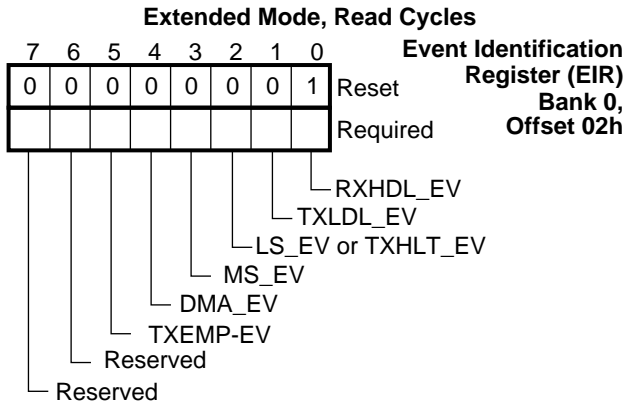 Extended Mode, Read Cycles
7 6 5 4 3 2 1 0
Event Identification
Register (EIR)
Bank 0,
Offset 02h
0 0 0 0 0 0 0 1 Reset
Required
RXHDL_EV
TXLDL_EV
LS_EV or TXHLT_EV
MS_EV
DMA_EV
TXEMP-EV
Reserved
Reserved